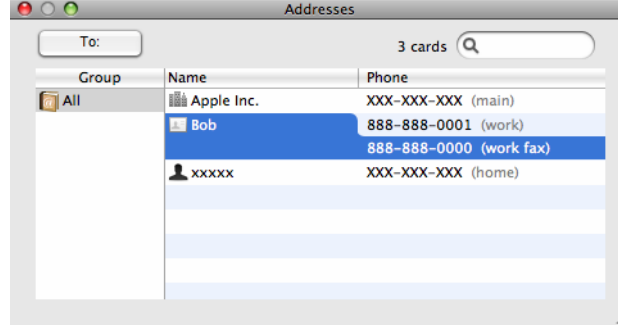 Addresses
To:
3 cards
Group Name Phone
All Apple Inc. XXX-XXX-XXX (main)
Bob 888-888-0001 (work)
888-888-0000 (work fax)
xxxxx XXX-XXX-XXX (home)